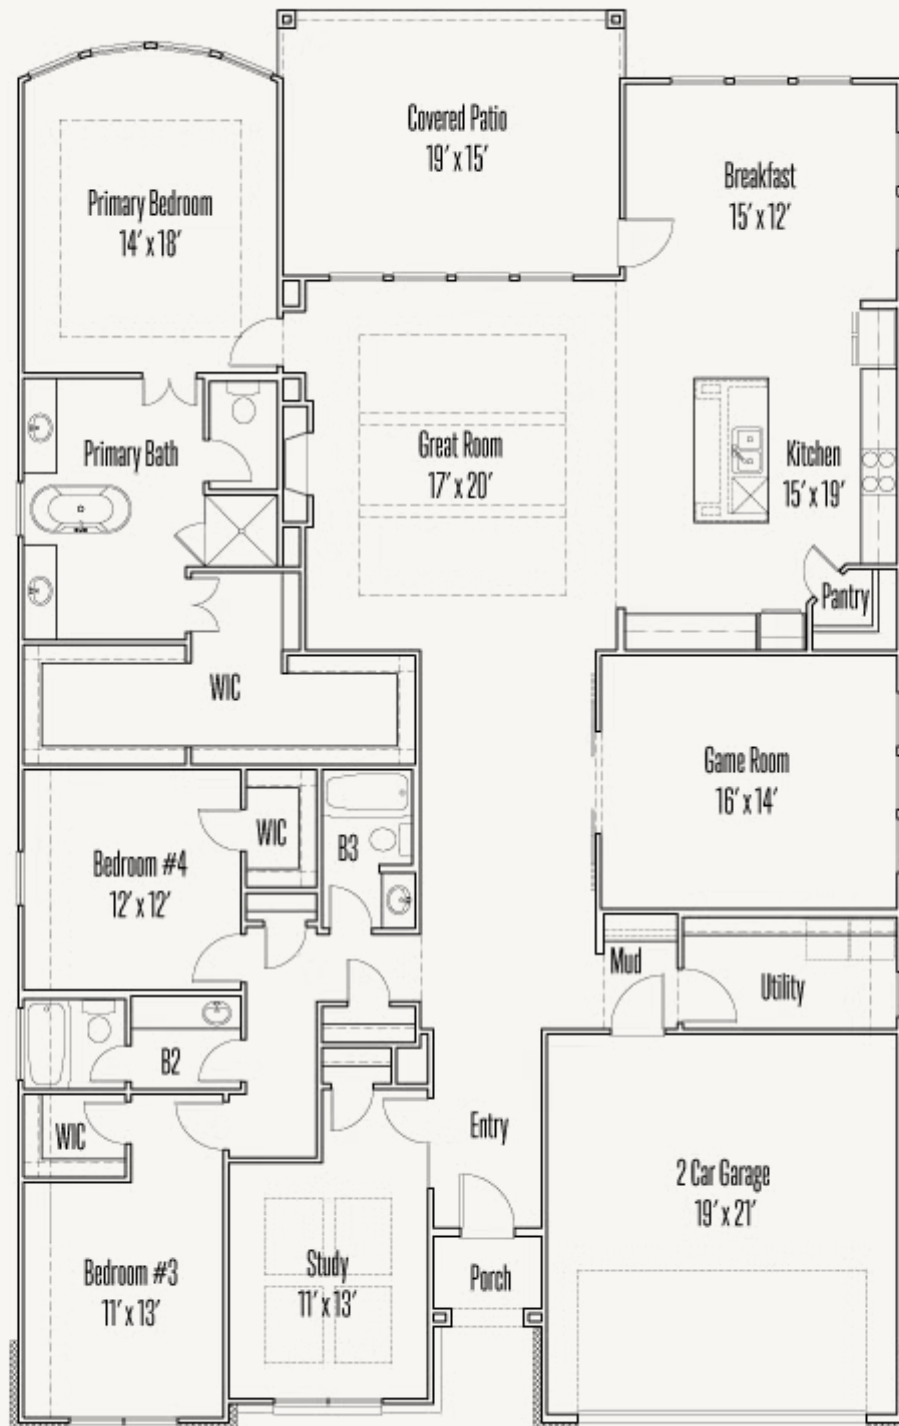 Covered Patio
19' x 15'
Breakfast
15' x 12'
Primary Bedroom
14' x 18'
Primary Bath
Great Room
17' x 20'
Kitchen
15' x 19'
Pantry
WIC
Game Room
16' x 14'
Bedroom #4
12' x 12'
WIC
B3
Mud
Utility
B2
WIC
Entry
2 Car Garage
19' x 21'
Bedroom #3
11' x 13'
Study
11' x 13'
Porch